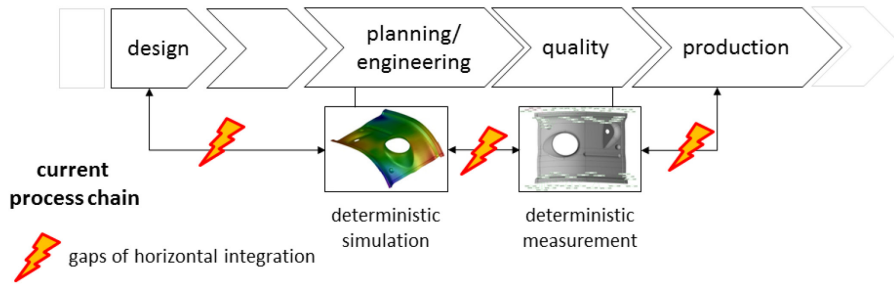 design
planning/
engineering
quality
production
current
process chain
deterministic
simulation
deterministic
measurement
gaps of horizontal integration